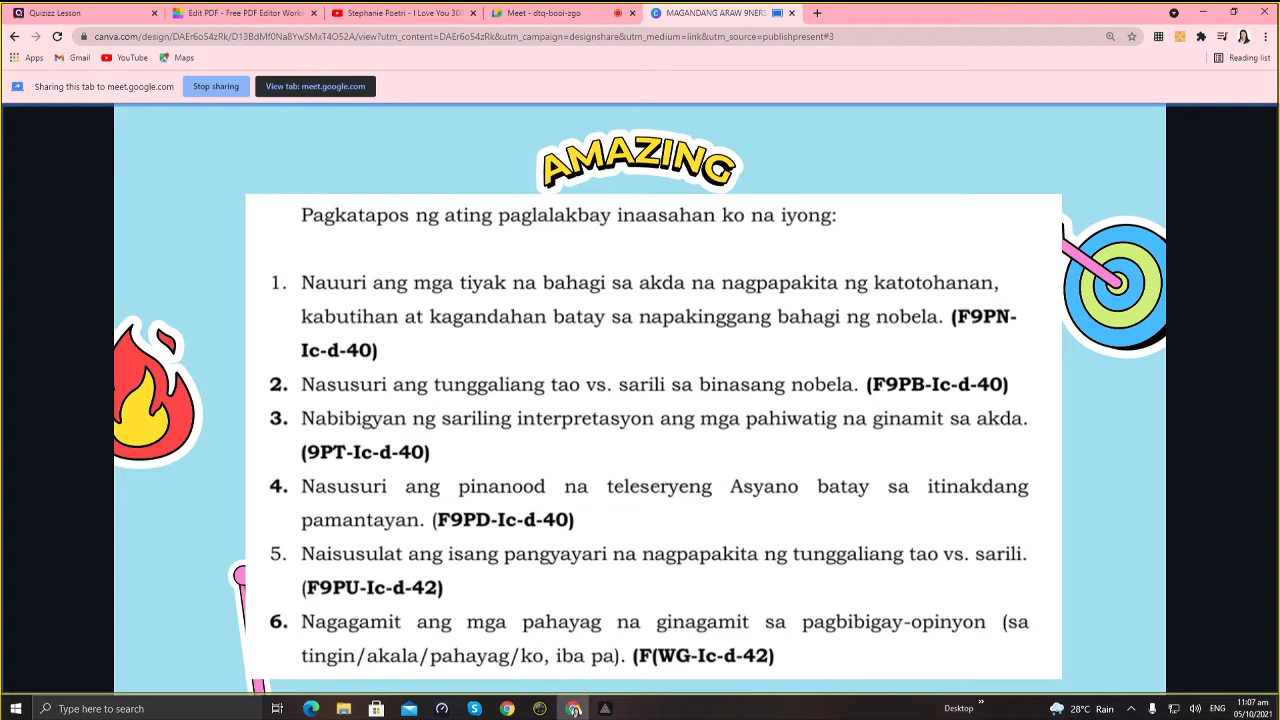 Quizizz Lesson
Edit PDF - Free PDF Editor Worki
Stephanie Poetri - I Love You 300
Meet - dtq-booi-zgo
MAGANDANG ARAW 9NERS
canva.com/design/DAEr6o54zRk/D13BdMf0Na8YwSMxT4O52A/view?utm_content=DAEr6o54zRk&utm_campaign=designshare&utm_medium=link&utm_source=publishpresent#3
Apps Gmail YouTube Maps Reading list
Sharing this tab to meet.google.com Stop sharing View tab: meet.google.com
AMAZING
Pagkatapos ng ating paglalakbay inaasahan ko na iyong:
1. Nauuri ang mga tiyak na bahagi sa akda na nagpapakita ng katotohanan,
kabutihan at kagandahan batay sa napakinggang bahagi ng nobela. (F9PN-
Ic-d-40)
2. Nasusuri ang tunggaliang tao vs. sarili sa binasang nobela. (F9PB-Ic-d-40)
3. Nabibigyan ng sariling interpretasyon ang mga pahiwatig na ginamit sa akda.
(9PT-Ic-d-40)
4. Nasusuri ang pinanood na teleseryeng Asyano batay sa itinakdang
pamantayan. (F9PD-Ic-d-40)
5. Naisusulat ang isang pangyayari na nagpapakita ng tunggaliang tao vs. sarili.
(F9PU-Ic-d-42)
6. Nagagamit ang mga pahayag na ginagamit sa pagbibigay-opinyon (sa
tingin/akala/pahayag/ko, iba pa). (F(WG-Ic-d-42)
Type here to search
Desktop
28°C Rain
ENG
11:07 am
05/10/2021